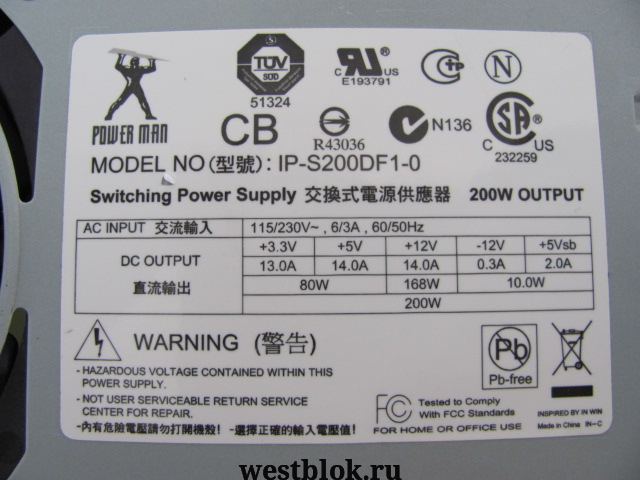 POWER MAN
TÜV
SÜD
51324
C US
E193791
N
CB
R43036
N136
C US
232259
MODEL NO (型號): IP-S200DF1-0
Switching Power Supply 交換式電源供應器 200W OUTPUT
AC INPUT 交流輸入 115/230V~ , 6/3A , 60/50Hz
+3.3V +5V +12V -12V +5Vsb
DC OUTPUT 13.0A 14.0A 14.0A 0.3A 2.0A
直流輸出 80W 168W 10.0W
200W
WARNING (警告)
- HAZARDOUS VOLTAGE CONTAINED WITHIN THIS
POWER SUPPLY.
- NOT USER SERVICEABLE RETURN SERVICE
CENTER FOR REPAIR.
-內有危險電壓請勿打開機殼! -選擇正確的輸入電壓值!
Pb
Pb-free
FC Tested to Comply
With FCC Standards
FOR HOME OR OFFICE USE
INSPIRED BY IN WIN
Made in China IN-C
westblok.ru